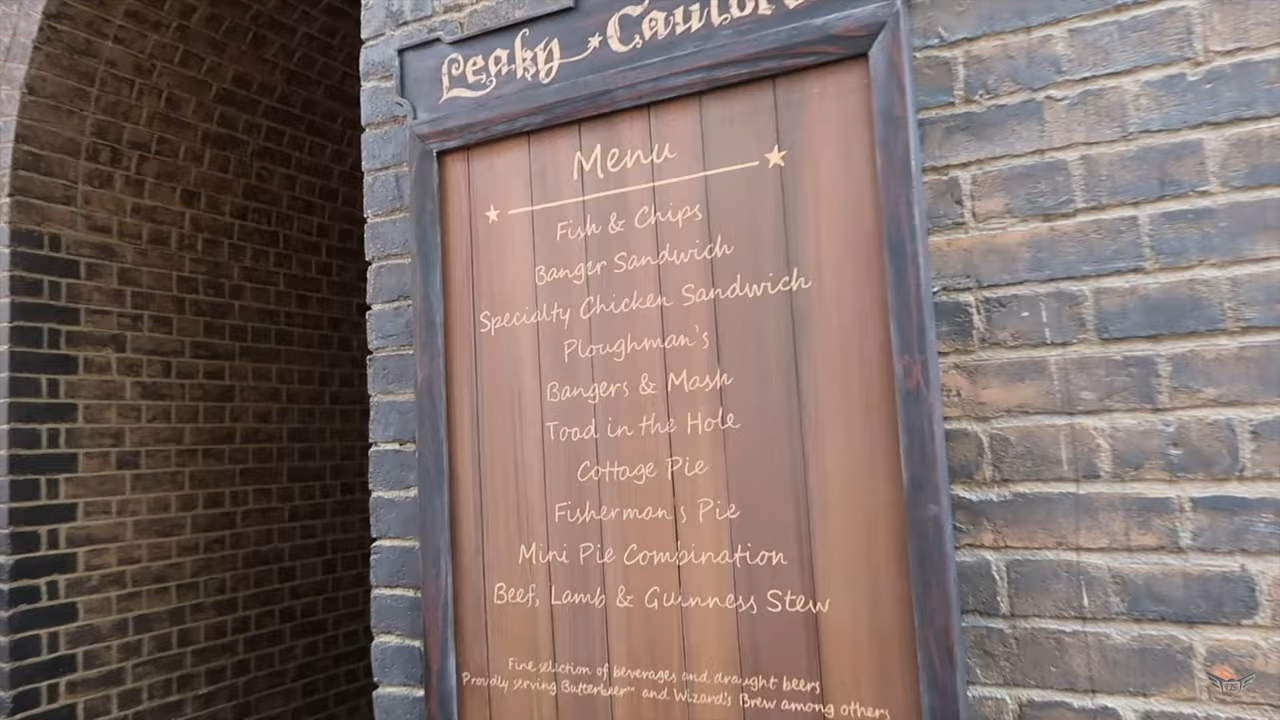 Leaky Cauldr
Menu
Fish & Chips
Banger Sandwich
Specialty Chicken Sandwich
Ploughman's
Bangers & Mash
Toad in the Hole
Cottage Pie
Fisherman's Pie
Mini Pie Combination
Beef, Lamb & Guinness Stew
Fine selection of beverages and draught beers
Proudly serving Butterbeer™ and Wizard's Brew among others